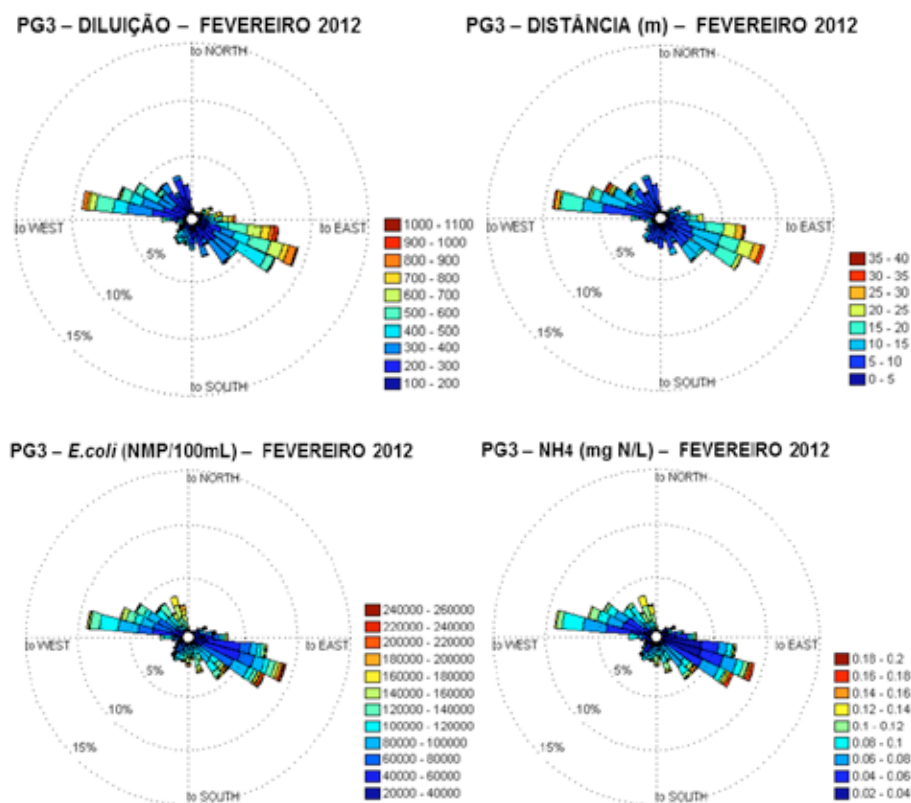 PG3 – DILUIÇÃO – FEVEREIRO 2012
to NORTH
to WEST
to EAST
5%
10%
15%
to SOUTH
1000 - 1100
900 - 1000
800 - 900
700 - 800
600 - 700
500 - 600
400 - 500
300 - 400
200 - 300
100 - 200
PG3 – DISTÂNCIA (m) – FEVEREIRO 2012
to NORTH
to WEST
to EAST
5%
10%
15%
to SOUTH
35 - 40
30 - 35
25 - 30
20 - 25
15 - 20
10 - 15
5 - 10
0 - 5
PG3 – E.coli (NMP/100mL) – FEVEREIRO 2012
to NORTH
to WEST
to EAST
5%
10%
15%
to SOUTH
240000 - 260000
220000 - 240000
200000 - 220000
180000 - 200000
160000 - 180000
140000 - 160000
120000 - 140000
100000 - 120000
80000 - 100000
60000 - 80000
40000 - 60000
20000 - 40000
PG3 – NH4 (mg N/L) – FEVEREIRO 2012
to NORTH
to WEST
to EAST
5%
10%
15%
to SOUTH
0.18 - 0.2
0.16 - 0.18
0.14 - 0.16
0.12 - 0.14
0.1 - 0.12
0.08 - 0.1
0.06 - 0.08
0.04 - 0.06
0.02 - 0.04